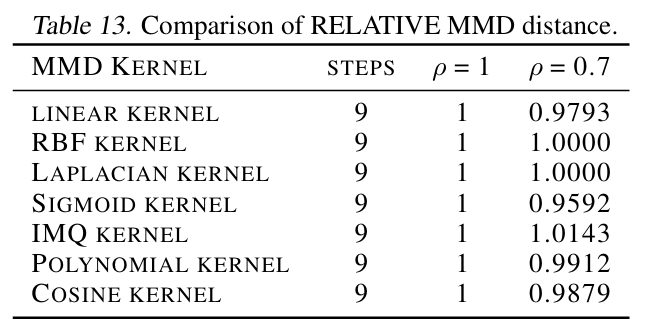 Table 13. Comparison of RELATIVE MMD distance.
MMD KERNEL STEPS ρ = 1 ρ = 0.7
LINEAR KERNEL 9 1 0.9793
RBF KERNEL 9 1 1.0000
LAPLACIAN KERNEL 9 1 1.0000
SIGMOID KERNEL 9 1 0.9592
IMQ KERNEL 9 1 1.0143
POLYNOMIAL KERNEL 9 1 0.9912
COSINE KERNEL 9 1 0.9879